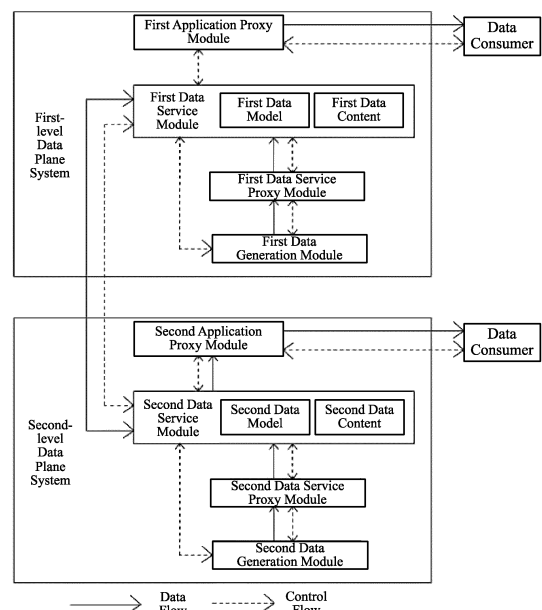 First Application Proxy
Module
Data
Consumer
First-
level Data
Plane
System
First Data
Service
Module
First Data
Model
First Data
Content
First Data Service
Proxy Module
First Data
Generation Module
Second Application
Proxy Module
Data
Consumer
Second-
level Data
Plane
System
Second Data
Service
Module
Second Data
Model
Second Data
Content
Second Data Service
Proxy Module
Second Data
Generation Module
Data
Flow
Control
Flow